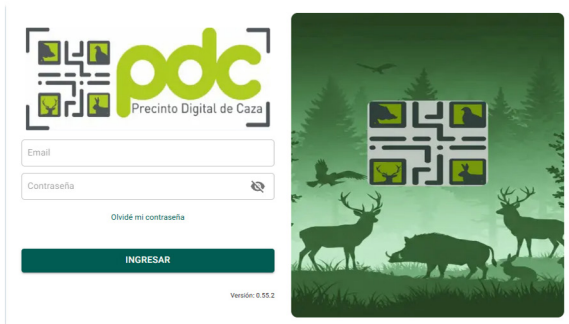 pdc
Precinto Digital de Caza
Email
Contraseña
Olvidé mi contraseña
INGRESAR
Versión: 0.55.2